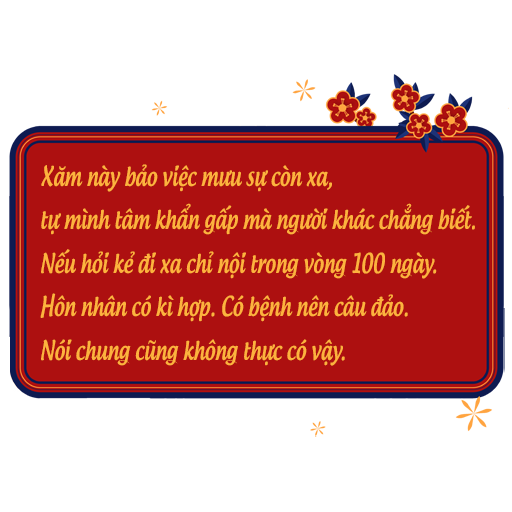 Xăm này bảo việc mưu sự còn xa,
tự mình tâm khẩn gấp mà người khác chẳng biết.
Nếu hỏi kẻ đi xa chỉ nội trong vòng 100 ngày.
Hôn nhân có kì hợp. Có bệnh nên câu đảo.
Nói chung cũng không thực có vậy.